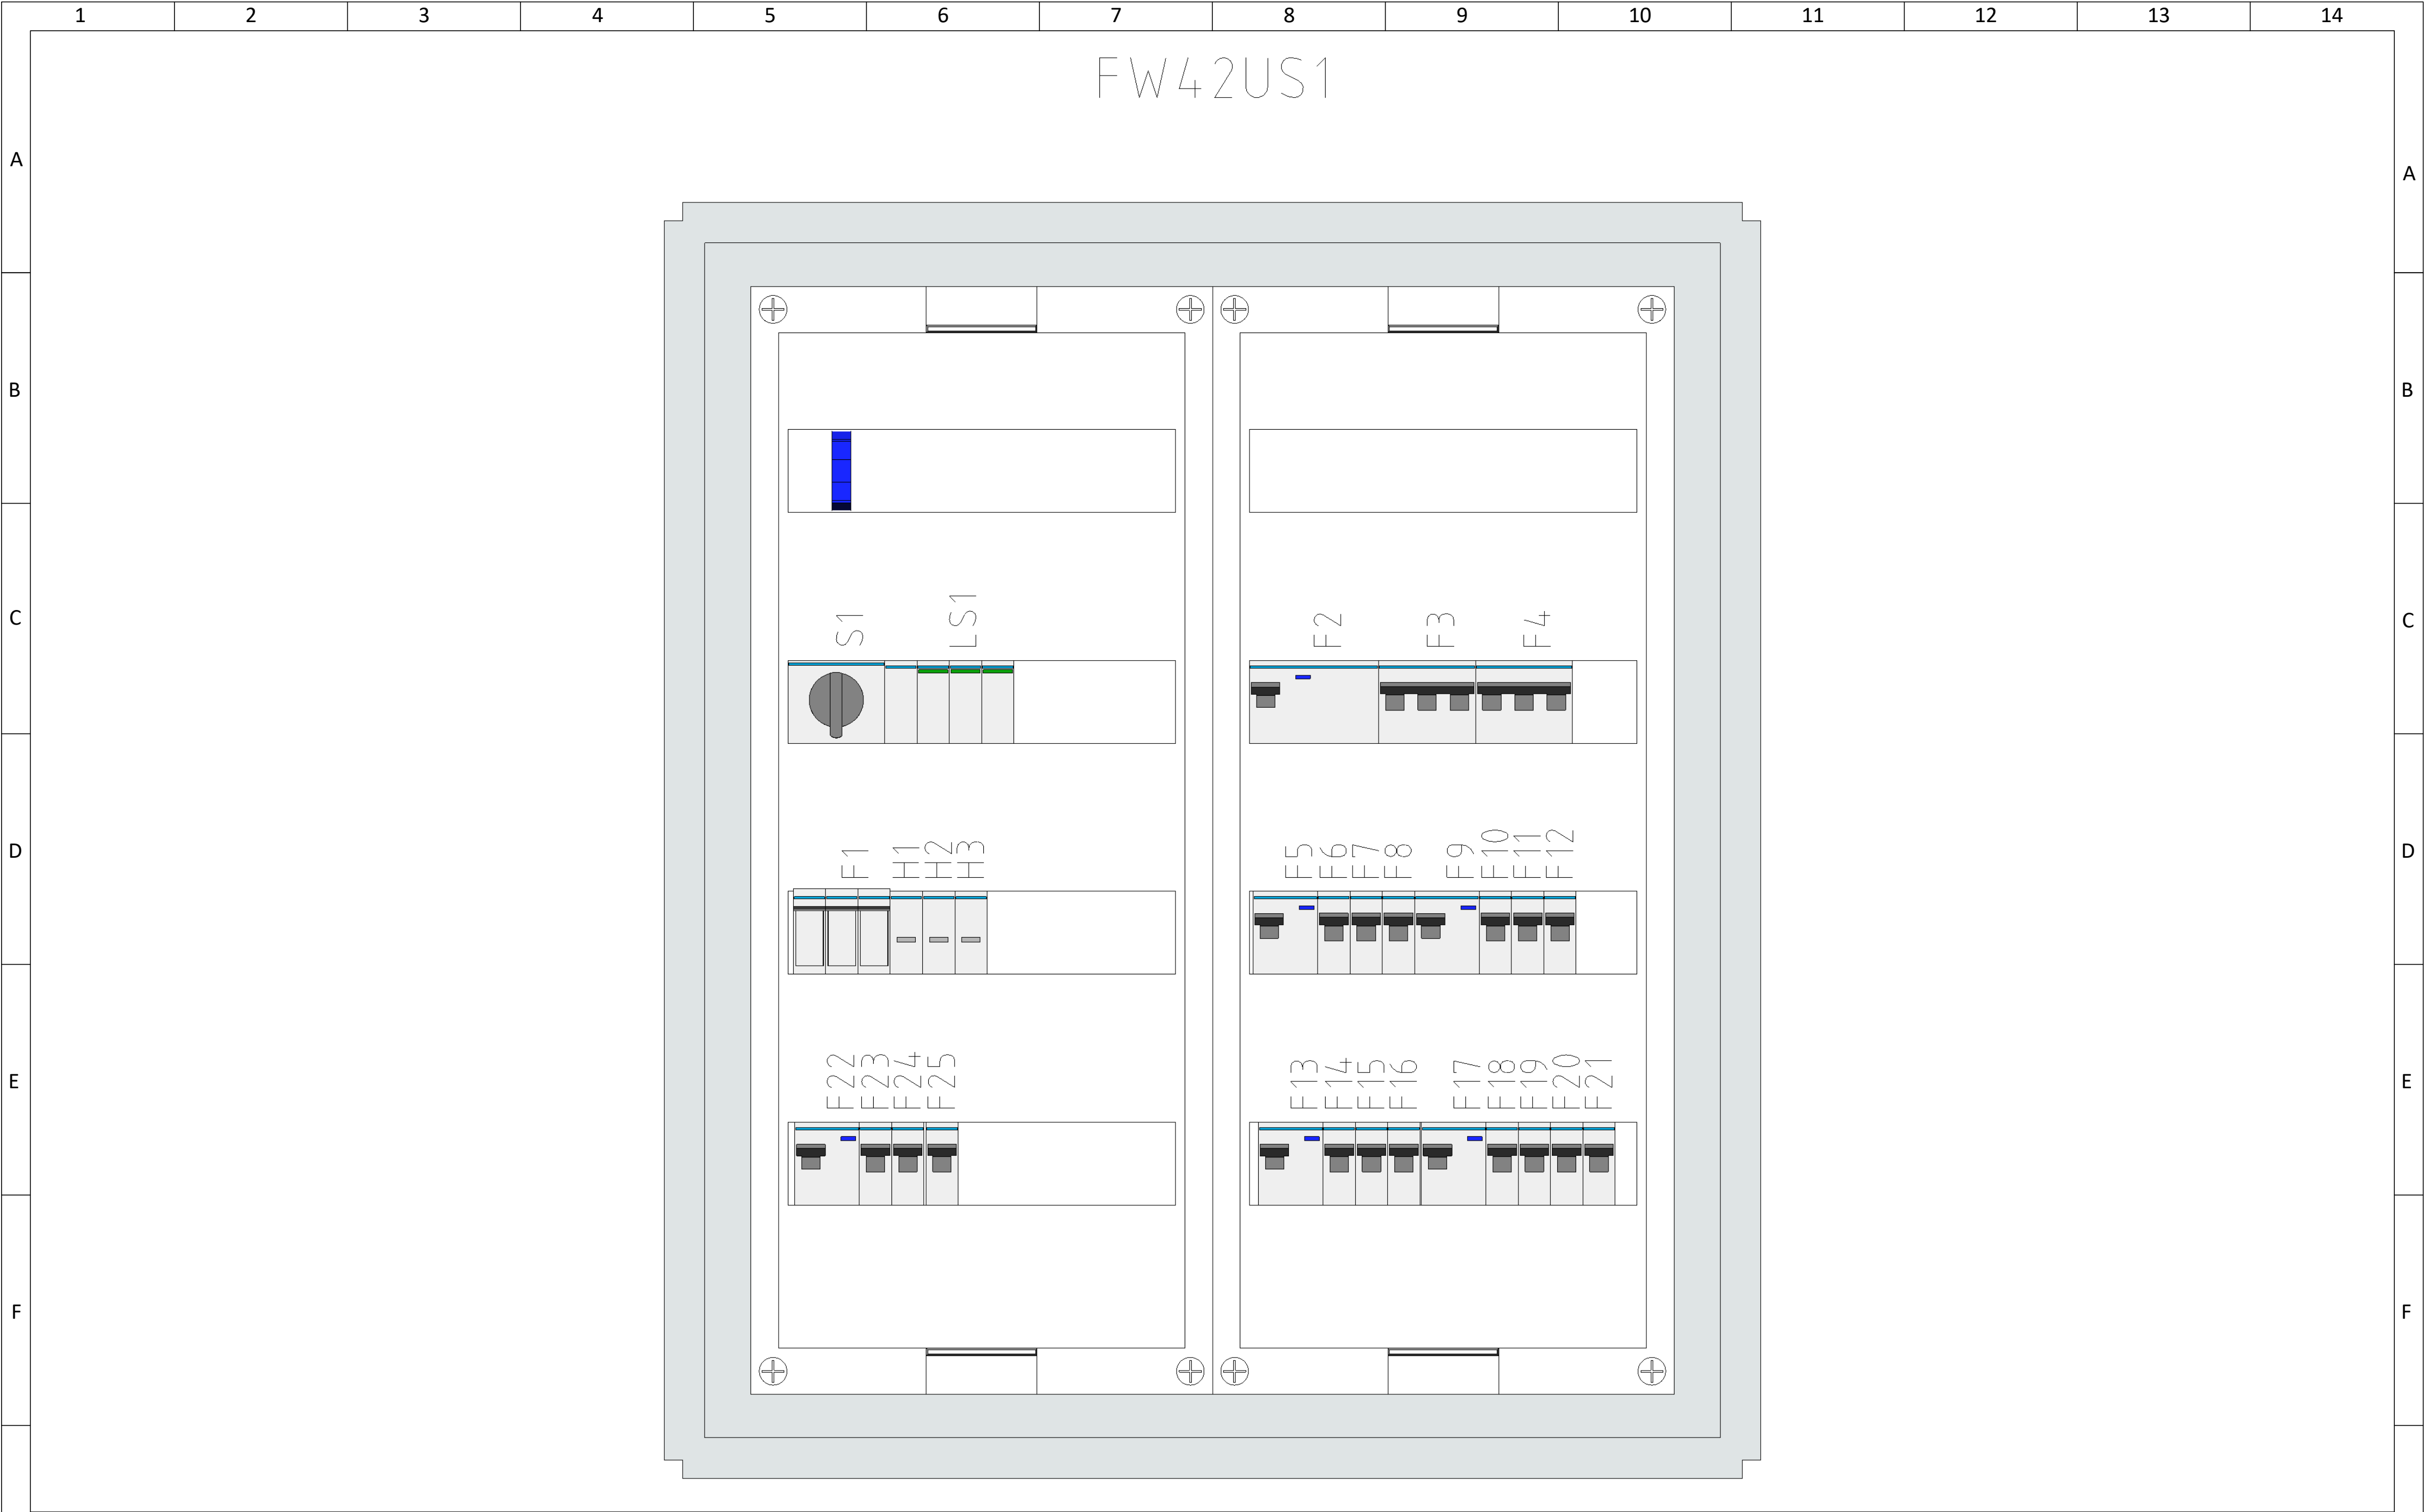 1 2 3 4 5 6 7 8 9 10 11 12 13 14
FW42US1
A A
B B
C S1 LS1 F2 F3 F4 C
D F1 H1 H2 H3 F5 F6 F7 F8 F9 F10 F11 F12 D
E F22 F23 F24 F25 F13 F14 F15 F16 F17 F18 F19 F20 F21 E
F F